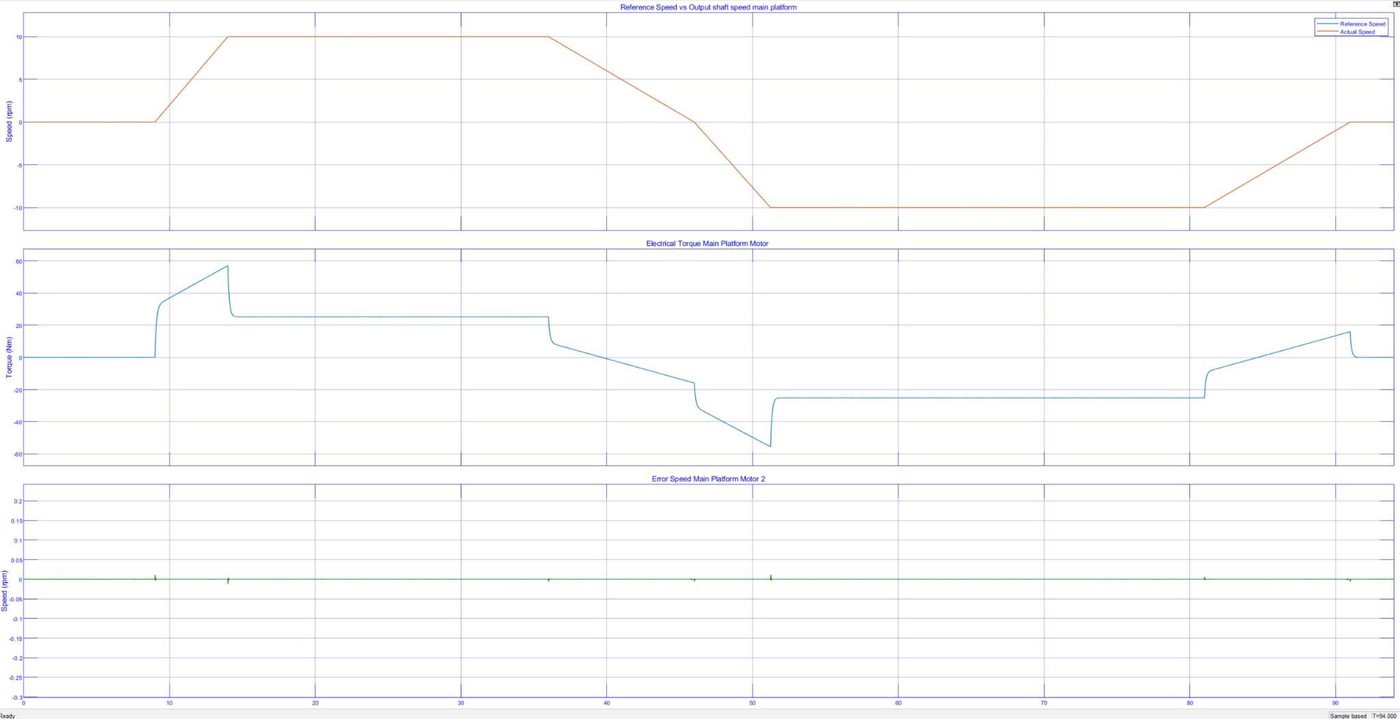 Reference Speed vs Output shaft speed main platform
Reference Speed
Actual Speed
10
5
0
-5
-10
Speed (rpm)
Electrical Torque Main Platform Motor
60
40
20
0
-20
-40
-60
Torque (Nm)
Error Speed Main Platform Motor 2
0.2
0.15
0.1
0.05
0
-0.05
-0.1
-0.15
-0.2
-0.25
-0.3
Speed (rpm)
0 10 20 30 40 50 60 70 80 90
Ready
Sample based T=94.000